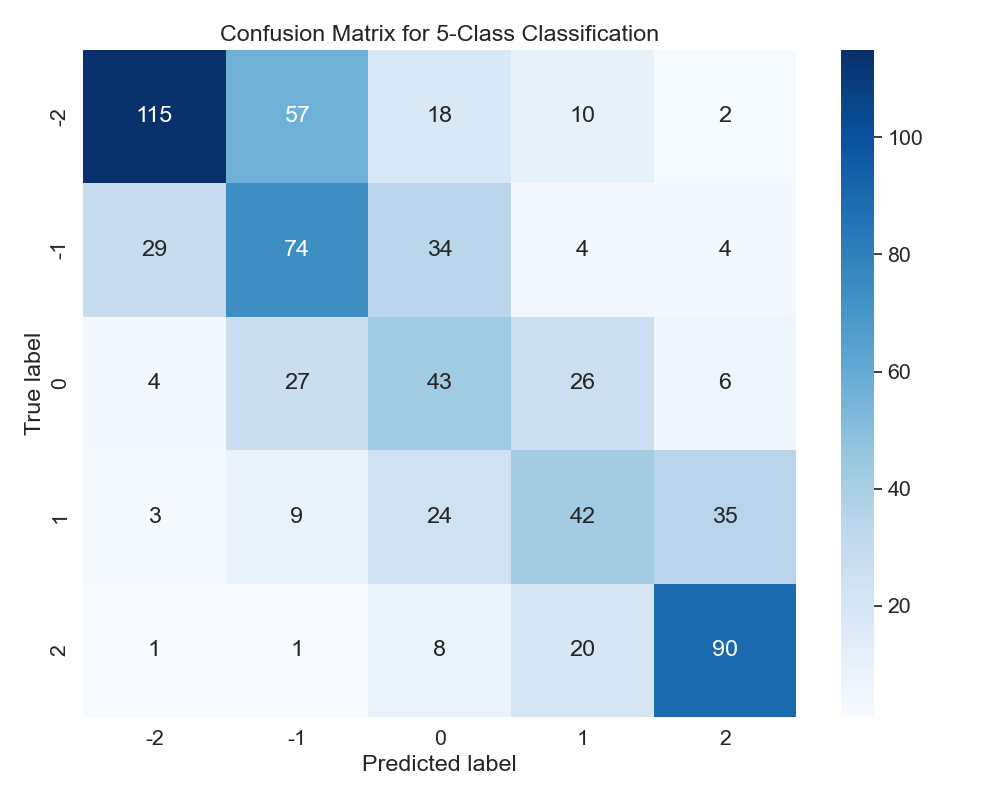 Confusion Matrix for 5-Class Classification
-2 115 57 18 10 2
-1 29 74 34 4 4
0 4 27 43 26 6
1 3 9 24 42 35
2 1 1 8 20 90
-2 -1 0 1 2
Predicted label
True label
100
80
60
40
20